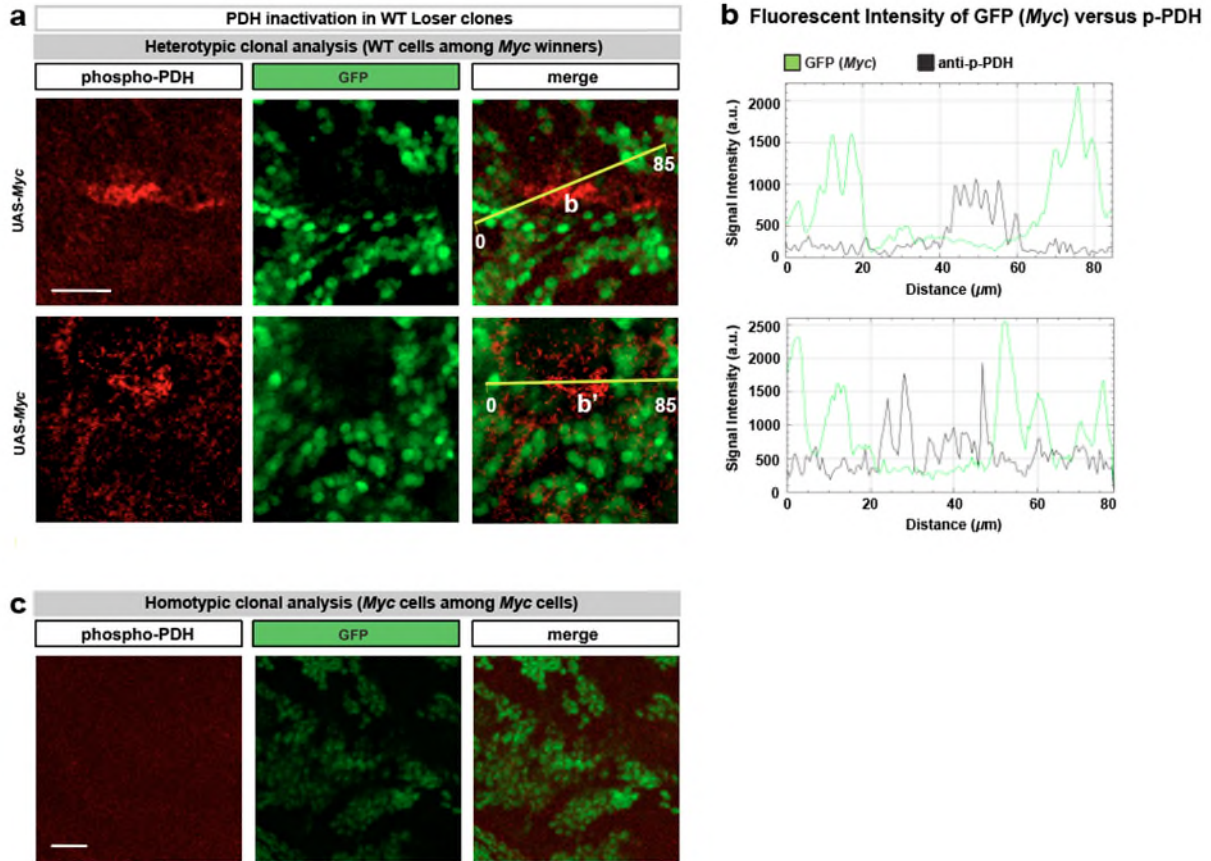 a
PDH inactivation in WT Loser clones
Heterotypic clonal analysis (WT cells among Myc winners)
phospho-PDH GFP merge
UAS-Myc
0 b 85
UAS-Myc
0 b' 85
b Fluorescent Intensity of GFP (Myc) versus p-PDH
GFP (Myc) anti-p-PDH
Signal Intensity (a.u.)
2000
1500
1000
500
0
0 20 40 60 80
Distance (μm)
Signal Intensity (a.u.)
2500
2000
1500
1000
500
0
0 20 40 60 80
Distance (μm)
c
Homotypic clonal analysis (Myc cells among Myc cells)
phospho-PDH GFP merge